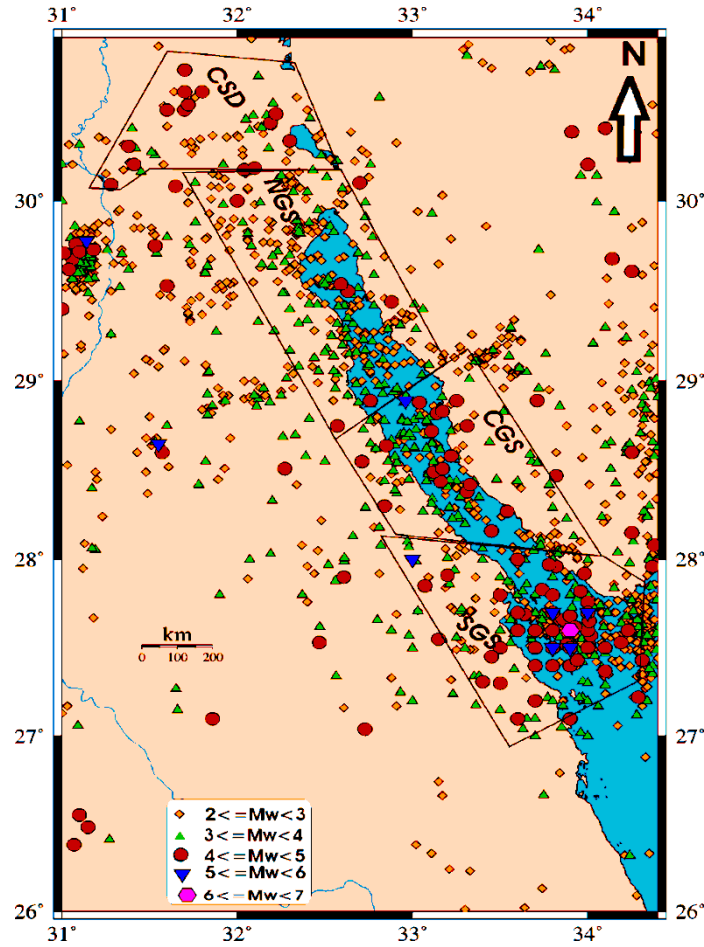 31° 32° 33° 34°
N
CSD
30° 30°
NGS
29° 29°
CGS
28° 28°
SGS
km
0 100 200
27° 27°
2 < = Mw < 3
3 < = Mw < 4
4 < = Mw < 5
5 < = Mw < 6
6 < = Mw < 7
26° 26°
31° 32° 33° 34°